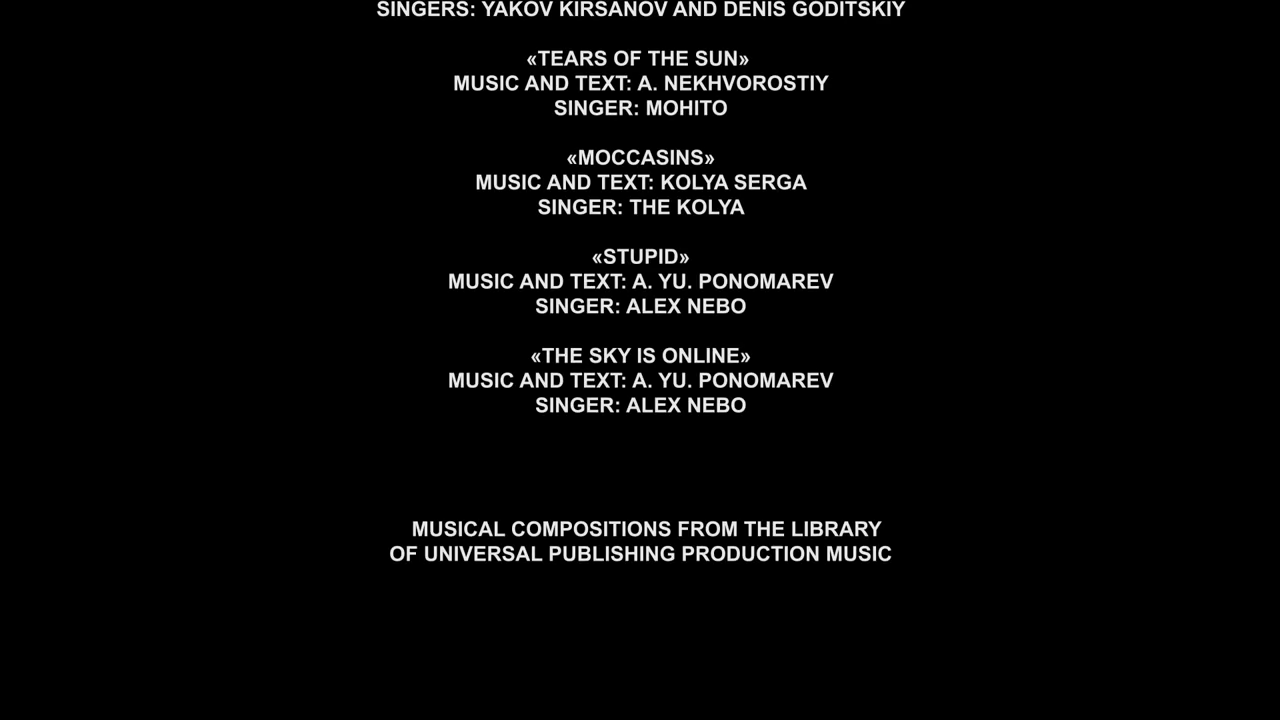 SINGERS: YAKOV KIRSANOV AND DENIS GODITSKIY
«TEARS OF THE SUN»
MUSIC AND TEXT: A. NEKHVOROSTIY
SINGER: MOHITO
«MOCCASINS»
MUSIC AND TEXT: KOLYA SERGA
SINGER: THE KOLYA
«STUPID»
MUSIC AND TEXT: A. YU. PONOMAREV
SINGER: ALEX NEBO
«THE SKY IS ONLINE»
MUSIC AND TEXT: A. YU. PONOMAREV
SINGER: ALEX NEBO
MUSICAL COMPOSITIONS FROM THE LIBRARY
OF UNIVERSAL PUBLISHING PRODUCTION MUSIC